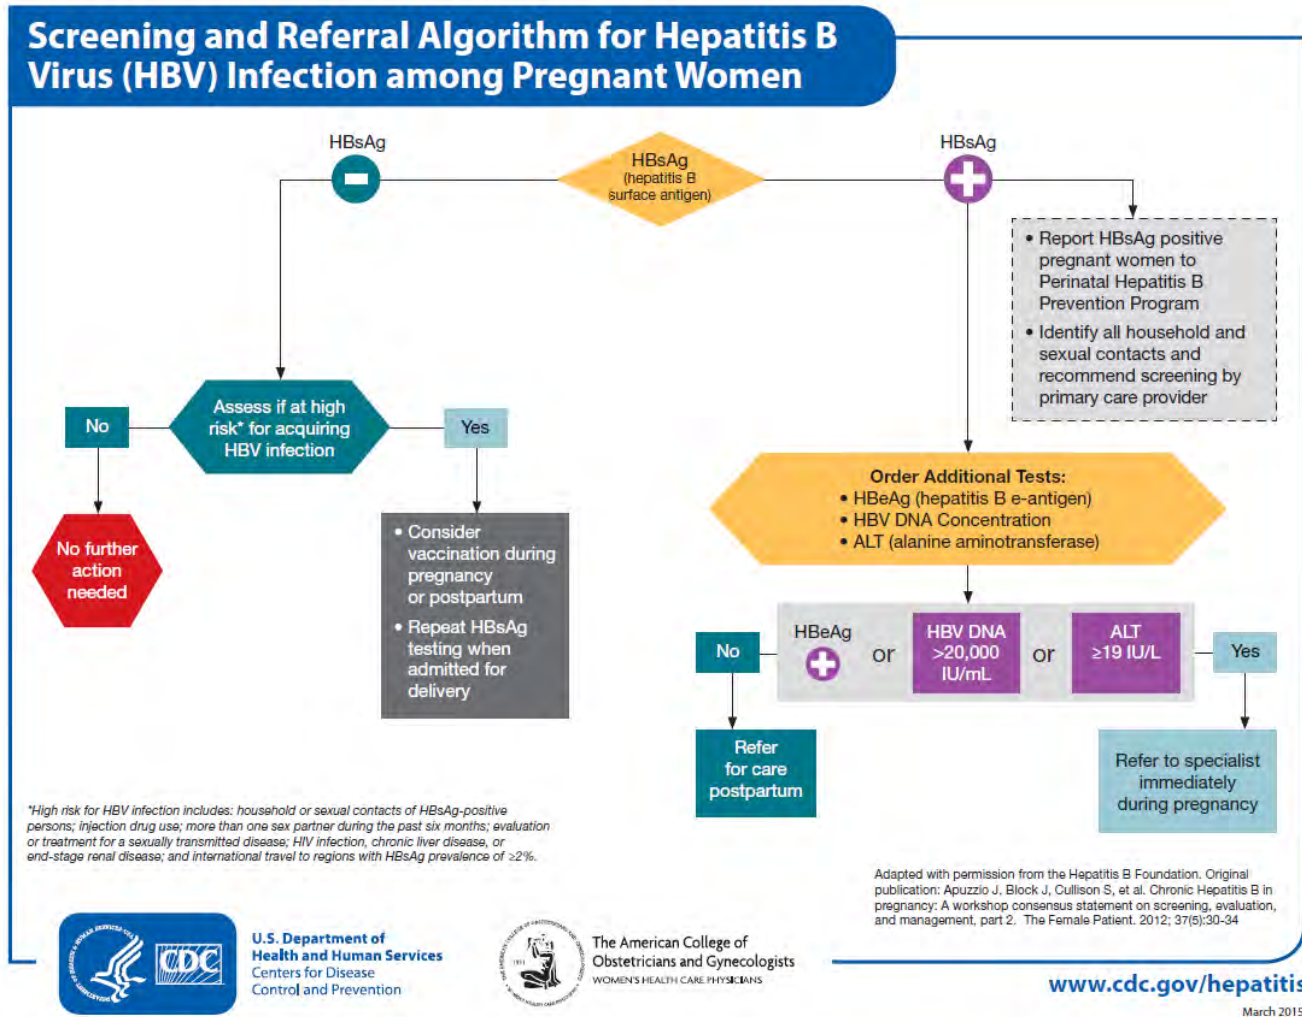 Screening and Referral Algorithm for Hepatitis B
Virus (HBV) Infection among Pregnant Women
HBsAg
HBsAg
(hepatitis B
surface antigen)
HBsAg
• Report HBsAg positive
pregnant women to
Perinatal Hepatitis B
Prevention Program
• Identify all household and
sexual contacts and
recommend screening by
primary care provider
No
Assess if at high
risk* for acquiring
HBV infection
Yes
No further
action
needed
• Consider
vaccination during
pregnancy
or postpartum
• Repeat HBsAg
testing when
admitted for
delivery
Order Additional Tests:
• HBeAg (hepatitis B e-antigen)
• HBV DNA Concentration
• ALT (alanine aminotransferase)
No
HBeAg
or
HBV DNA
>20,000
IU/mL
or
ALT
≥19 IU/L
Yes
Refer
for care
postpartum
Refer to specialist
immediately
during pregnancy
*High risk for HBV infection includes: household or sexual contacts of HBsAg-positive
persons; injection drug use; more than one sex partner during the past six months; evaluation
or treatment for a sexually transmitted disease; HIV infection, chronic liver disease, or
end-stage renal disease; and international travel to regions with HBsAg prevalence of ≥2%.
Adapted with permission from the Hepatitis B Foundation. Original
publication: Apuzzio J, Block J, Cullison S, et al. Chronic Hepatitis B in
pregnancy: A workshop consensus statement on screening, evaluation,
and management, part 2. The Female Patient. 2012; 37(5):30-34
CDC
U.S. Department of
Health and Human Services
Centers for Disease
Control and Prevention
The American College of
Obstetricians and Gynecologists
WOMEN'S HEALTH CARE PHYSICIANS
www.cdc.gov/hepatitis
March 2015